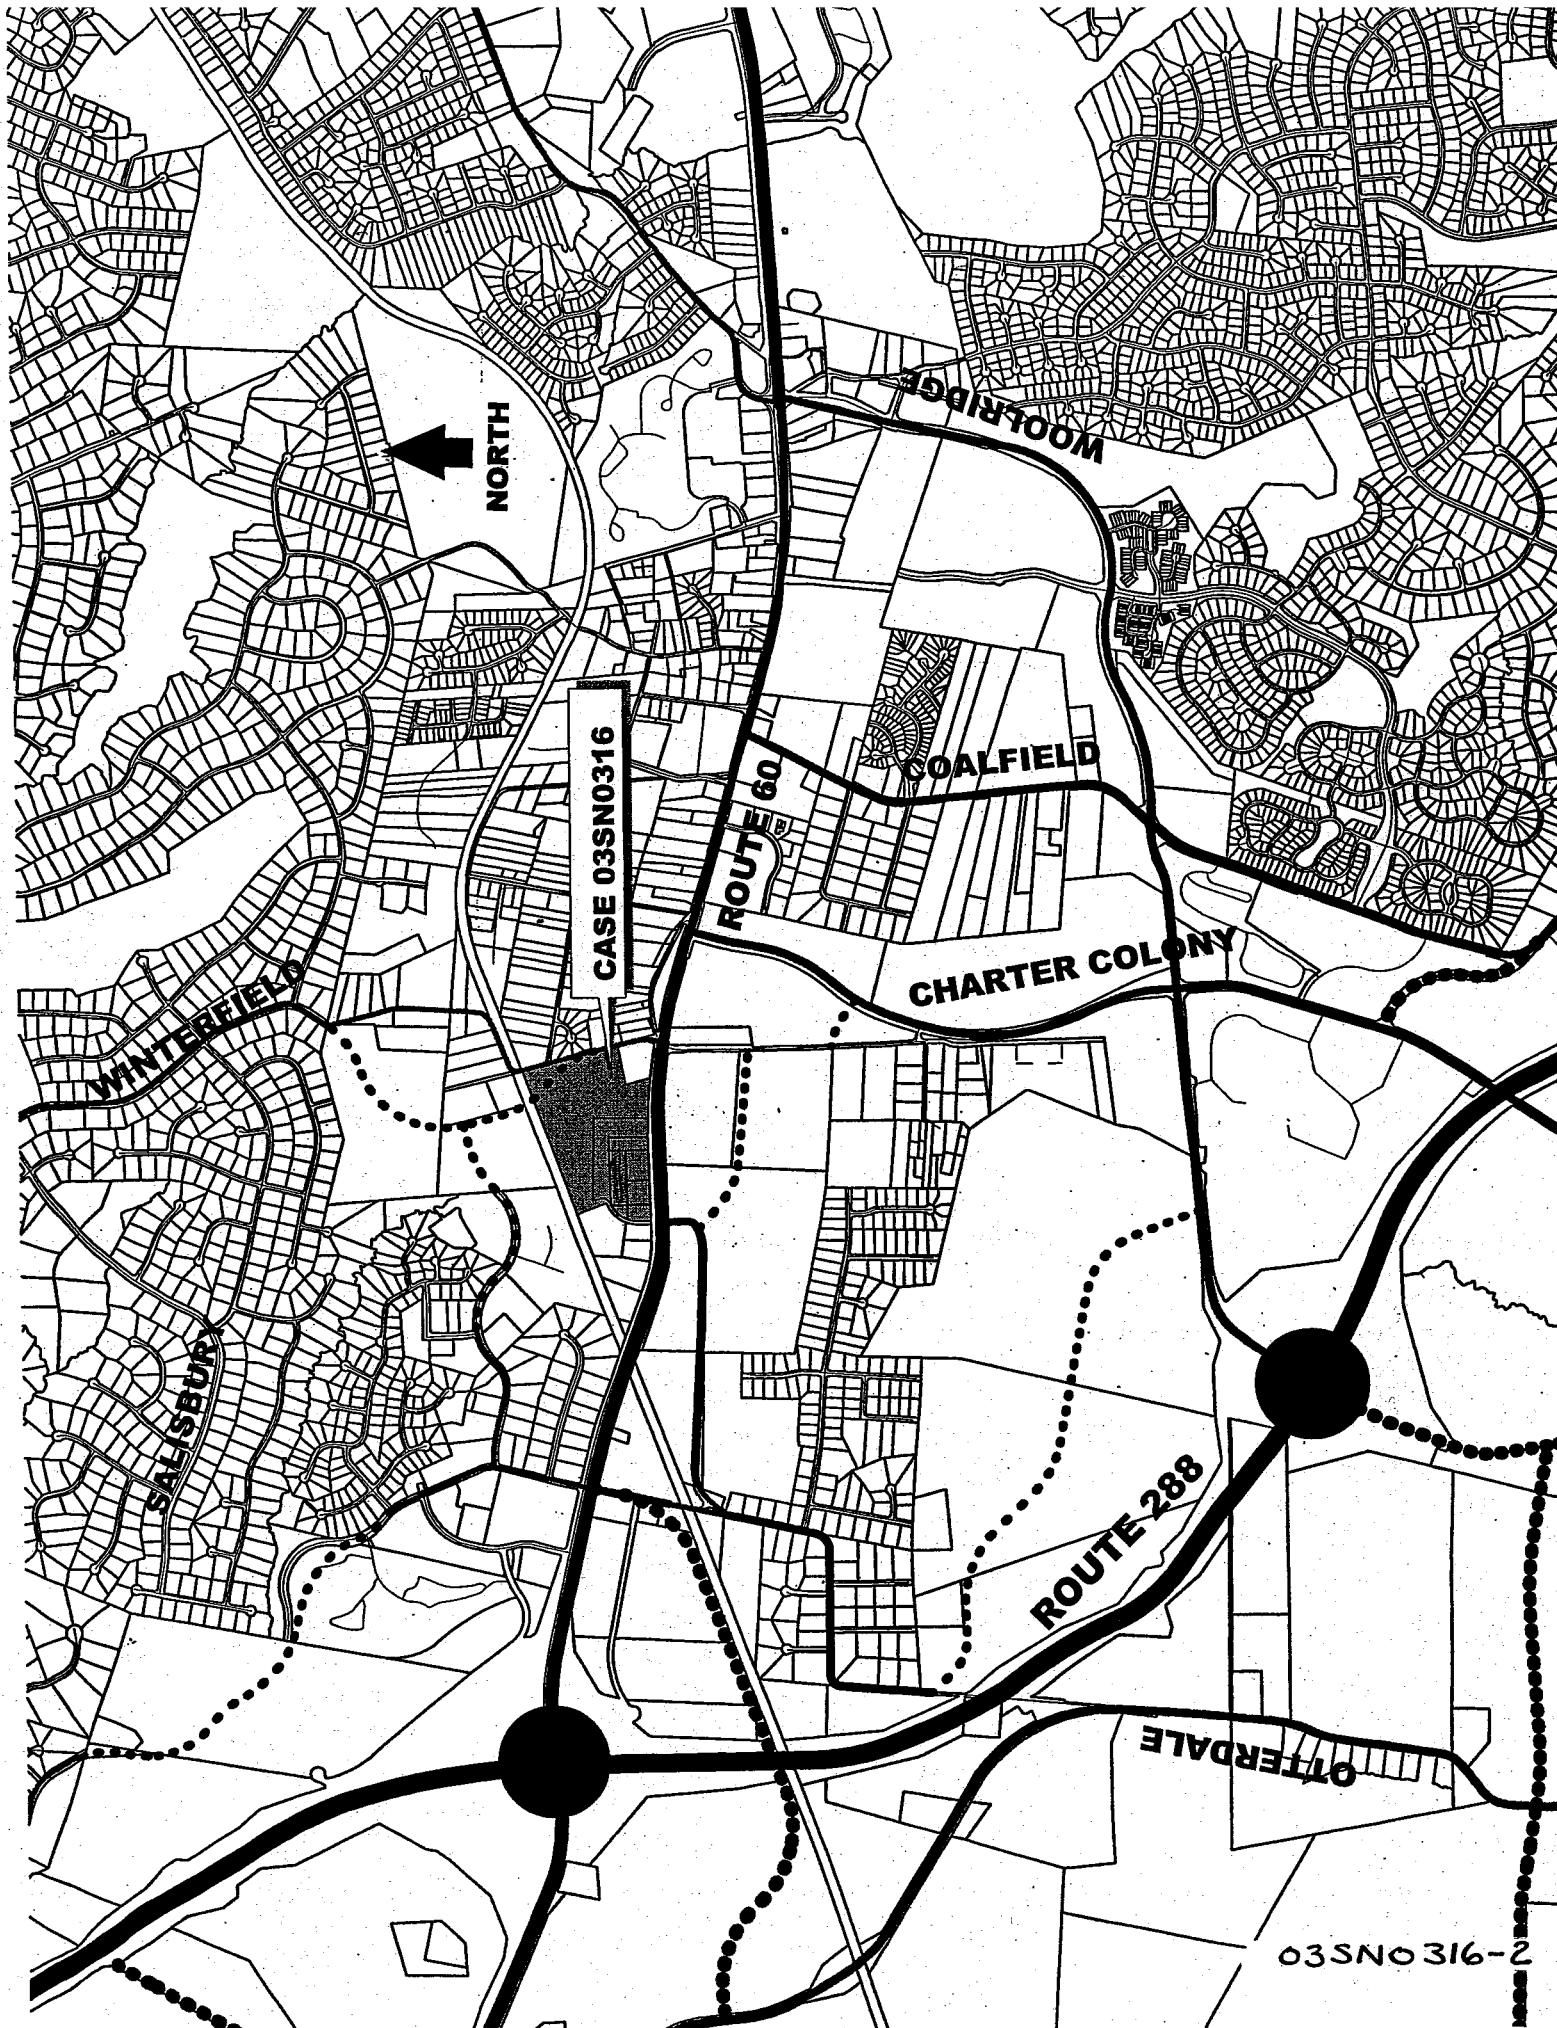 WOOLRIDGE
NORTH
CASE 03SN0316
COALFIELD
ROUTE 60
CHARTER COLONY
WINTERFIELD
SALISBURY
ROUTE 288
OTTERDALE
03SN0316-2